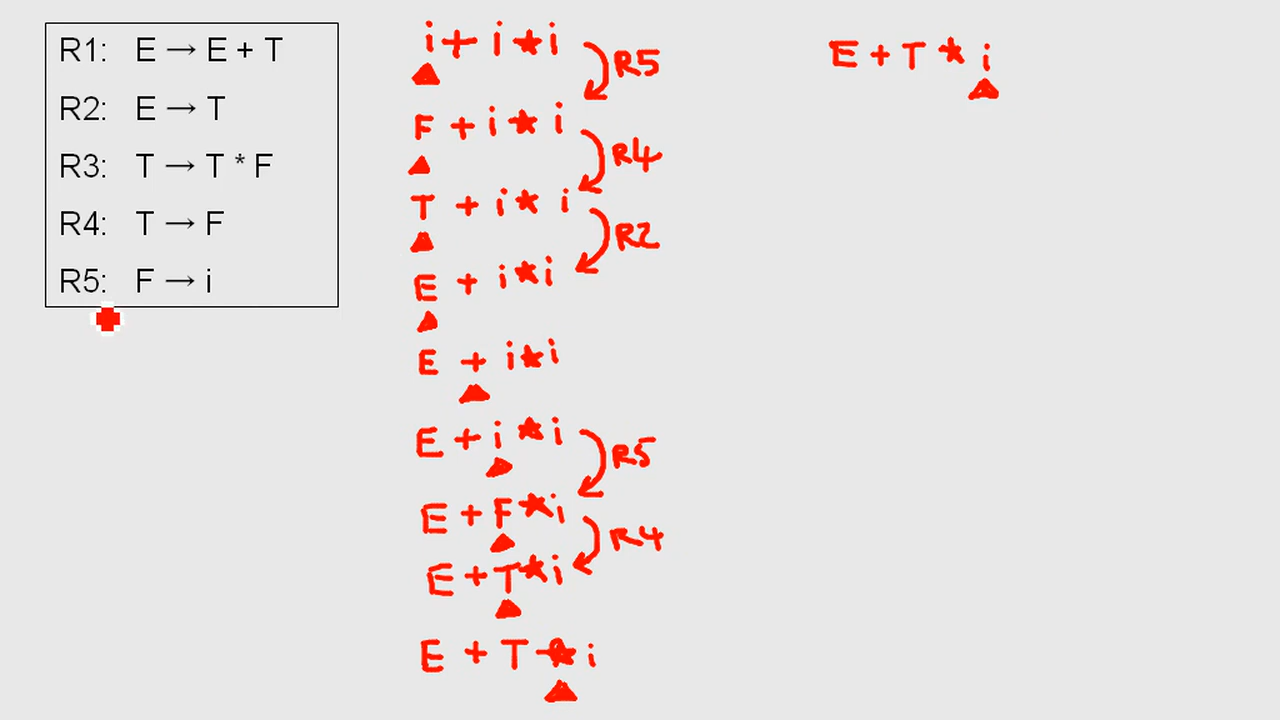 R1: E → E + T
R2: E → T
R3: T → T * F
R4: T → F
R5: F → i
i + i * i
R5
F + i * i
R4
T + i * i
R2
E + i * i
E + i * i
E + i * i
R5
E + F * i
R4
E + T * i
E + T * i
E + T * i